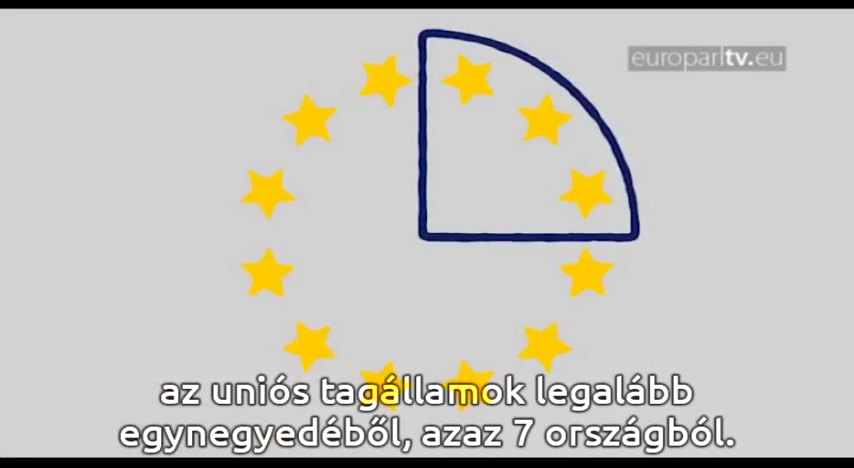 europarltv.eu
az uniós tagállamok legalább
egynegyedéből, azaz 7 országból.